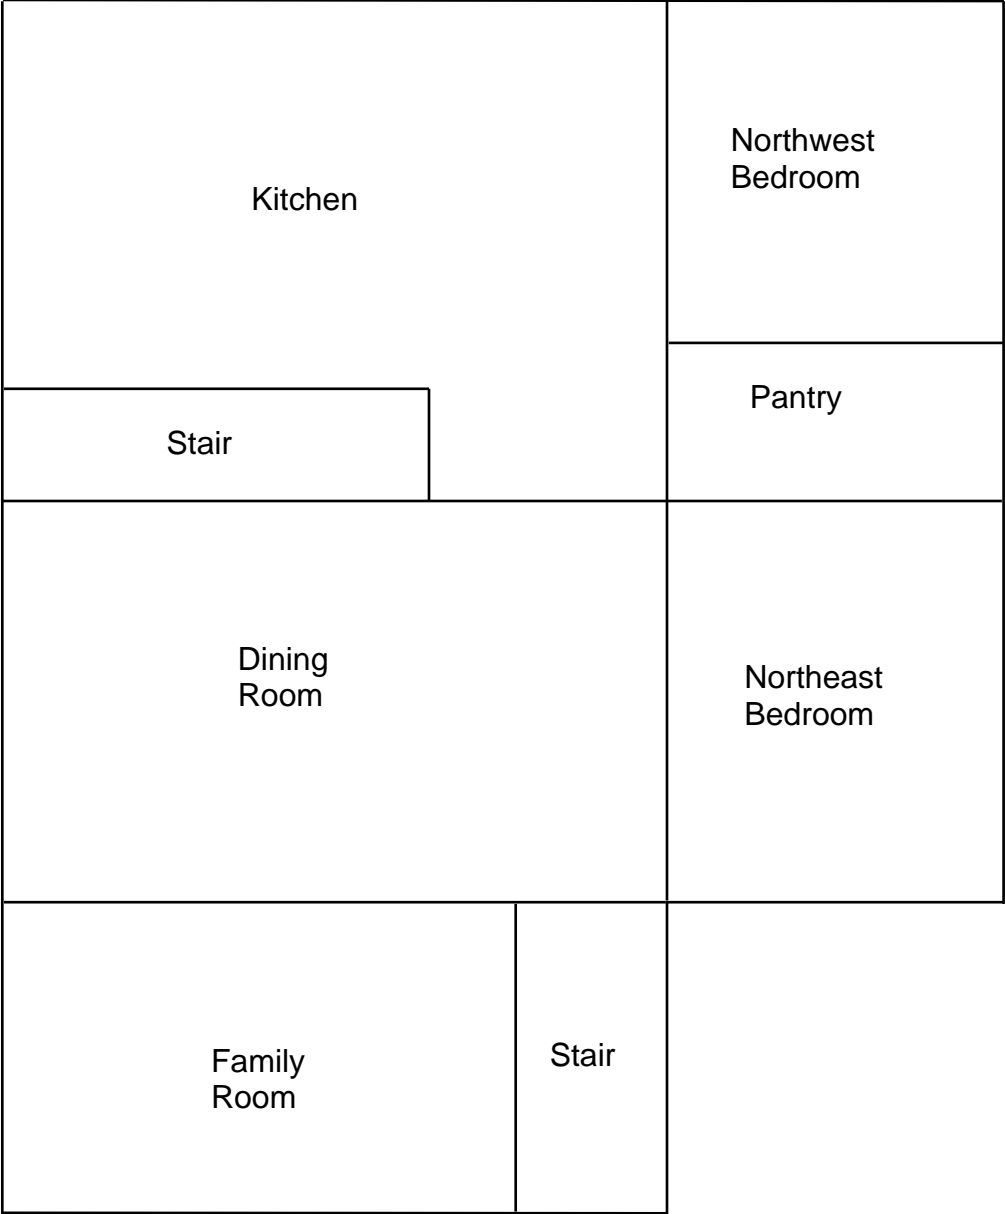 Northwest
Bedroom
Kitchen
Pantry
Stair
Dining
Room
Northeast
Bedroom
Family
Room
Stair